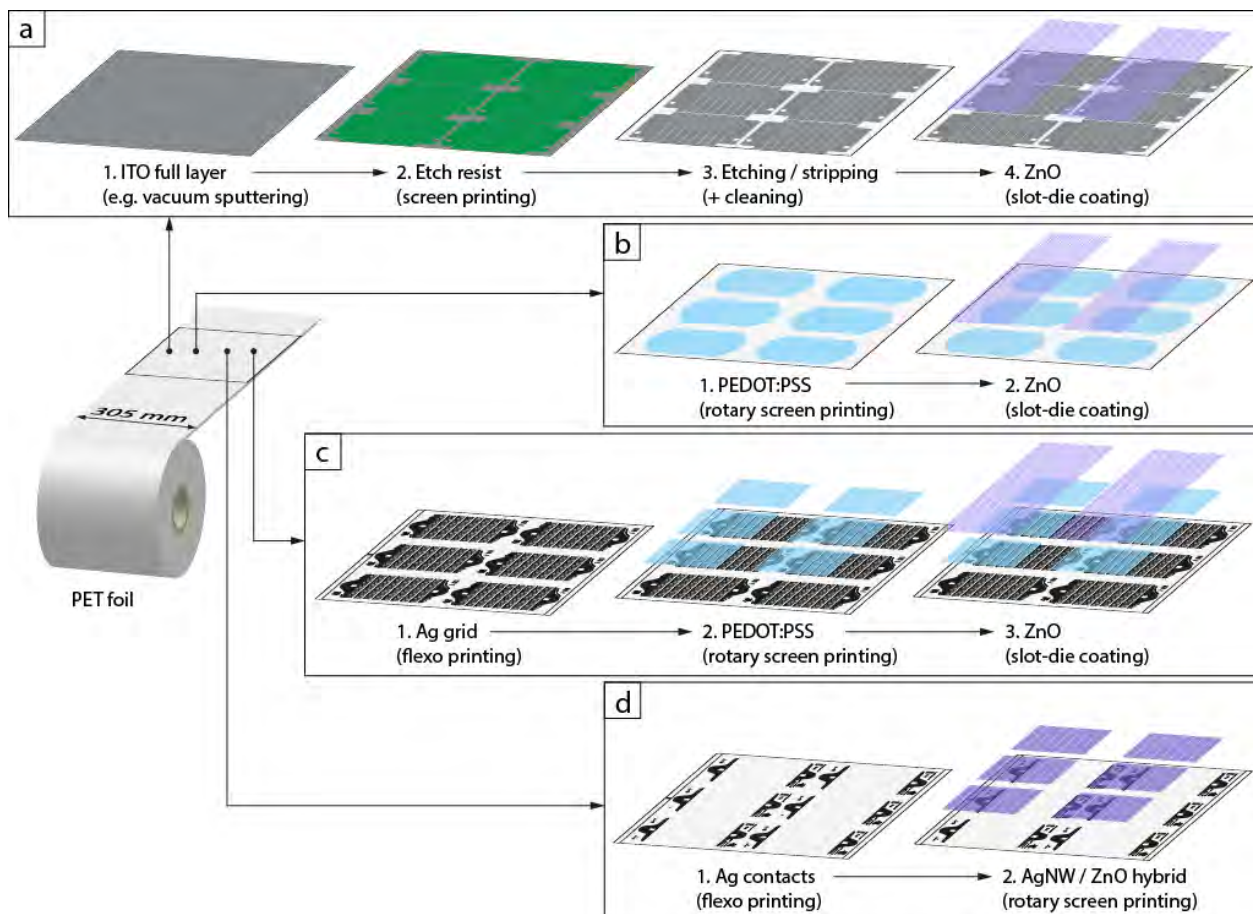 a
1. ITO full layer
(e.g. vacuum sputtering)
2. Etch resist
(screen printing)
3. Etching / stripping
(+ cleaning)
4. ZnO
(slot-die coating)
b
1. PEDOT:PSS
(rotary screen printing)
2. ZnO
(slot-die coating)
305 mm
PET foil
c
1. Ag grid
(flexo printing)
2. PEDOT:PSS
(rotary screen printing)
3. ZnO
(slot-die coating)
d
1. Ag contacts
(flexo printing)
2. AgNW / ZnO hybrid
(rotary screen printing)